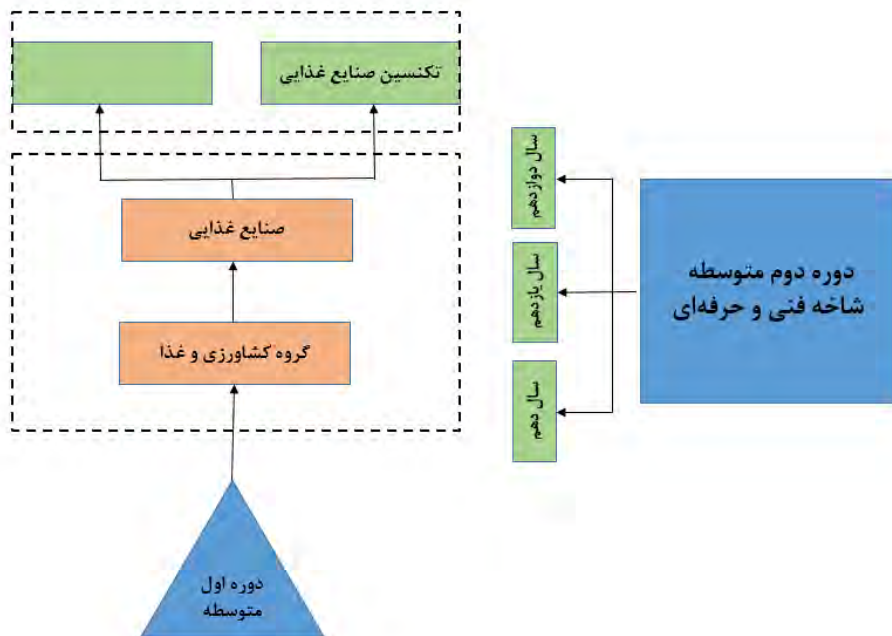 تکنسین صنایع غذایی
صنایع غذایی
گروه کشاورزی و غذا
دوره اول
متوسطه
سال دوازدهم
سال یازدهم
سال دهم
دوره دوم متوسطه
شاخه فنی و حرفه‌ای